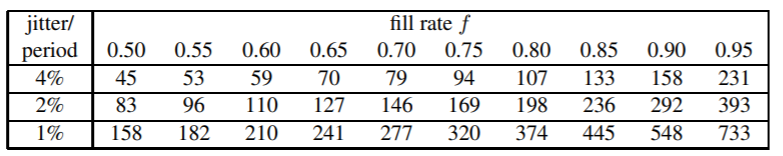 jitter/ fill rate f
period 0.50 0.55 0.60 0.65 0.70 0.75 0.80 0.85 0.90 0.95
4% 45 53 59 70 79 94 107 133 158 231
2% 83 96 110 127 146 169 198 236 292 393
1% 158 182 210 241 277 320 374 445 548 733